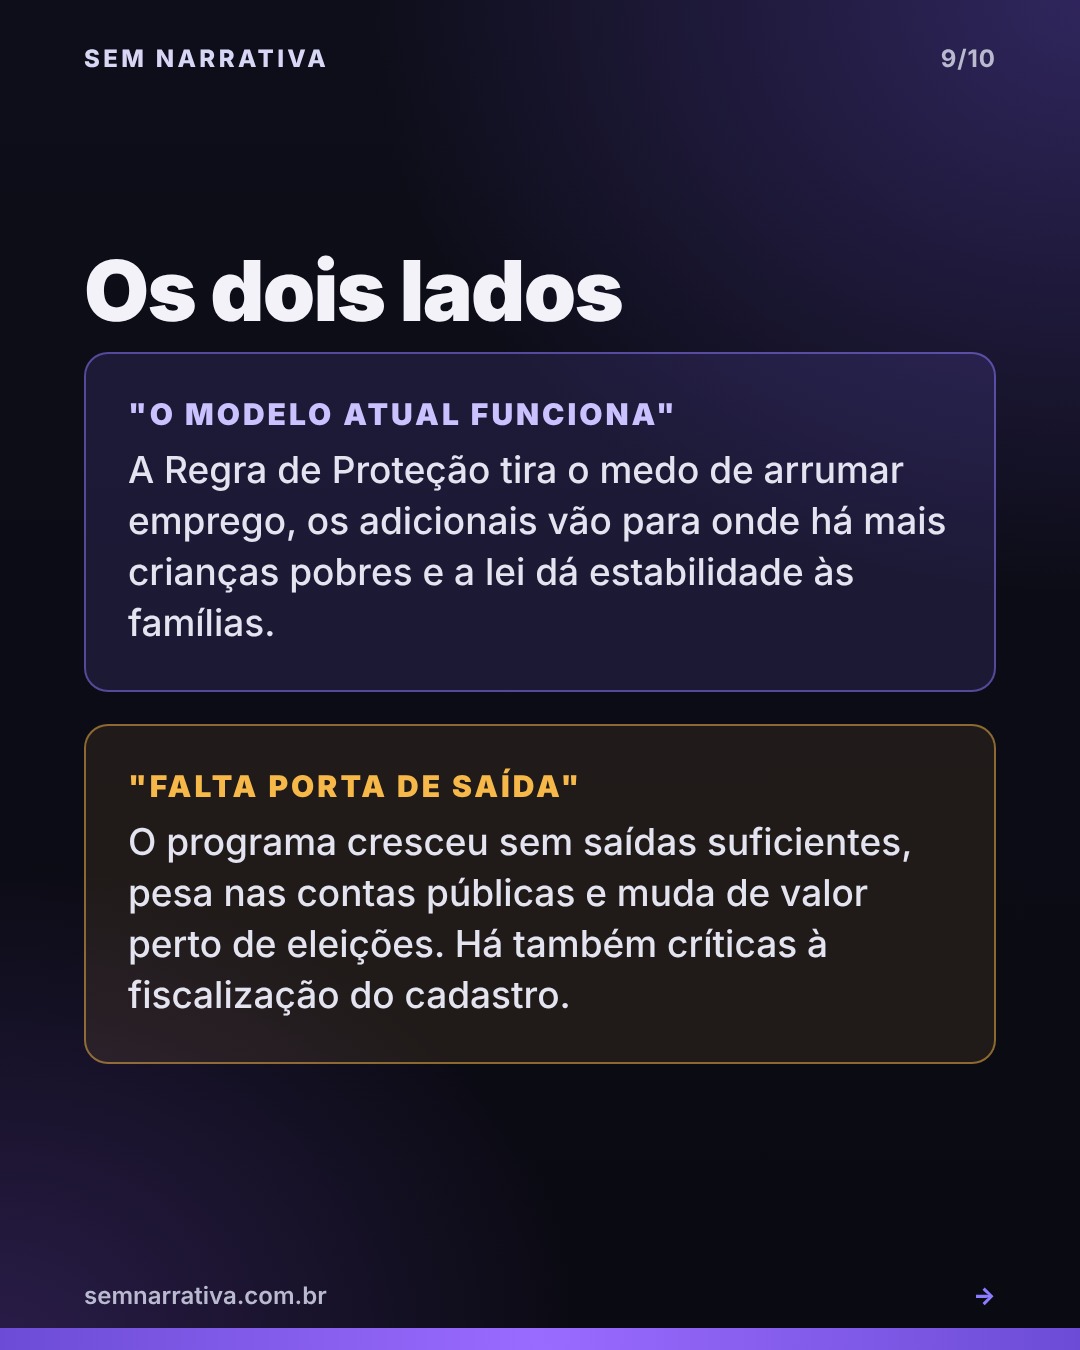 SEM NARRATIVA
9/10
Os dois lados
"O MODELO ATUAL FUNCIONA"
A Regra de Proteção tira o medo de arrumar
emprego, os adicionais vão para onde há mais
crianças pobres e a lei dá estabilidade às
famílias.
"FALTA PORTA DE SAÍDA"
O programa cresceu sem saídas suficientes,
pesa nas contas públicas e muda de valor
perto de eleições. Há também críticas à
fiscalização do cadastro.
semnarrativa.com.br
→